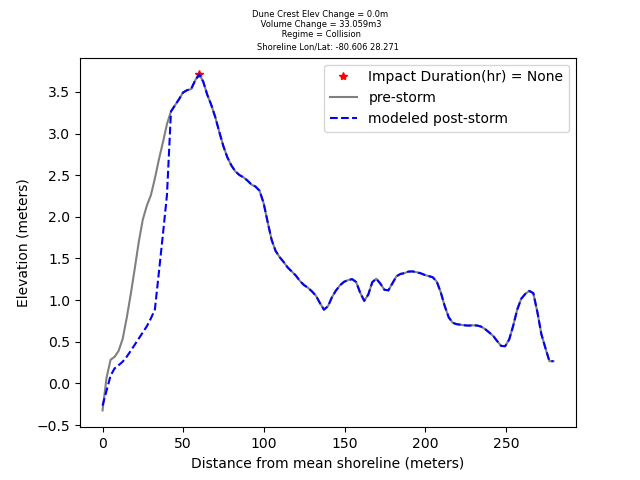 Dune Crest Elev Change = 0.0m
Volume Change = 33.059m3
Regime = Collision
Shoreline Lon/Lat: -80.606 28.271
Impact Duration(hr) = None
pre-storm
modeled post-storm
Elevation (meters)
3.5
3.0
2.5
2.0
1.5
1.0
0.5
0.0
−0.5
0 50 100 150 200 250
Distance from mean shoreline (meters)